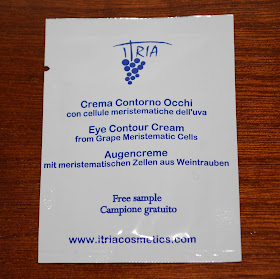 ITRIA
Crema Contorno Occhi
con cellule meristematiche dell'uva
Eye Contour Cream
from Grape Meristematic Cells
Augencreme
mit meristematischen Zellen aus Weintrauben
Free sample
Campione gratuito
www.itriacosmetics.com